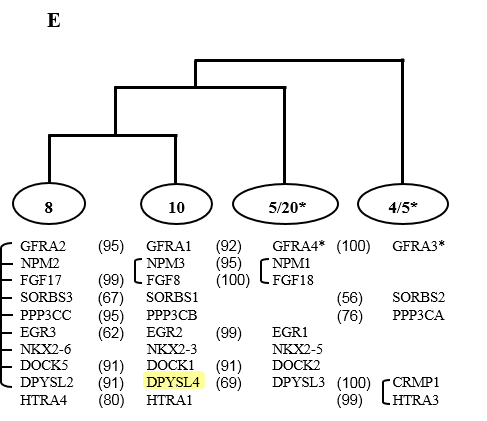 E
8 10 5/20* 4/5*
GFRA2 (95) GFRA1 (92) GFRA4* (100) GFRA3*
NPM2 NPM3 (95) NPM1
FGF17 (99) FGF8 (100) FGF18
SORBS3 (67) SORBS1 (56) SORBS2
PPP3CC (95) PPP3CB (76) PPP3CA
EGR3 (62) EGR2 (99) EGR1
NKX2-6 NKX2-3 NKX2-5
DOCK5 (91) DOCK1 (91) DOCK2
DPYSL2 (91) DPYSL4 (69) DPYSL3 (100) CRMP1
HTRA4 (80) HTRA1 (99) HTRA3